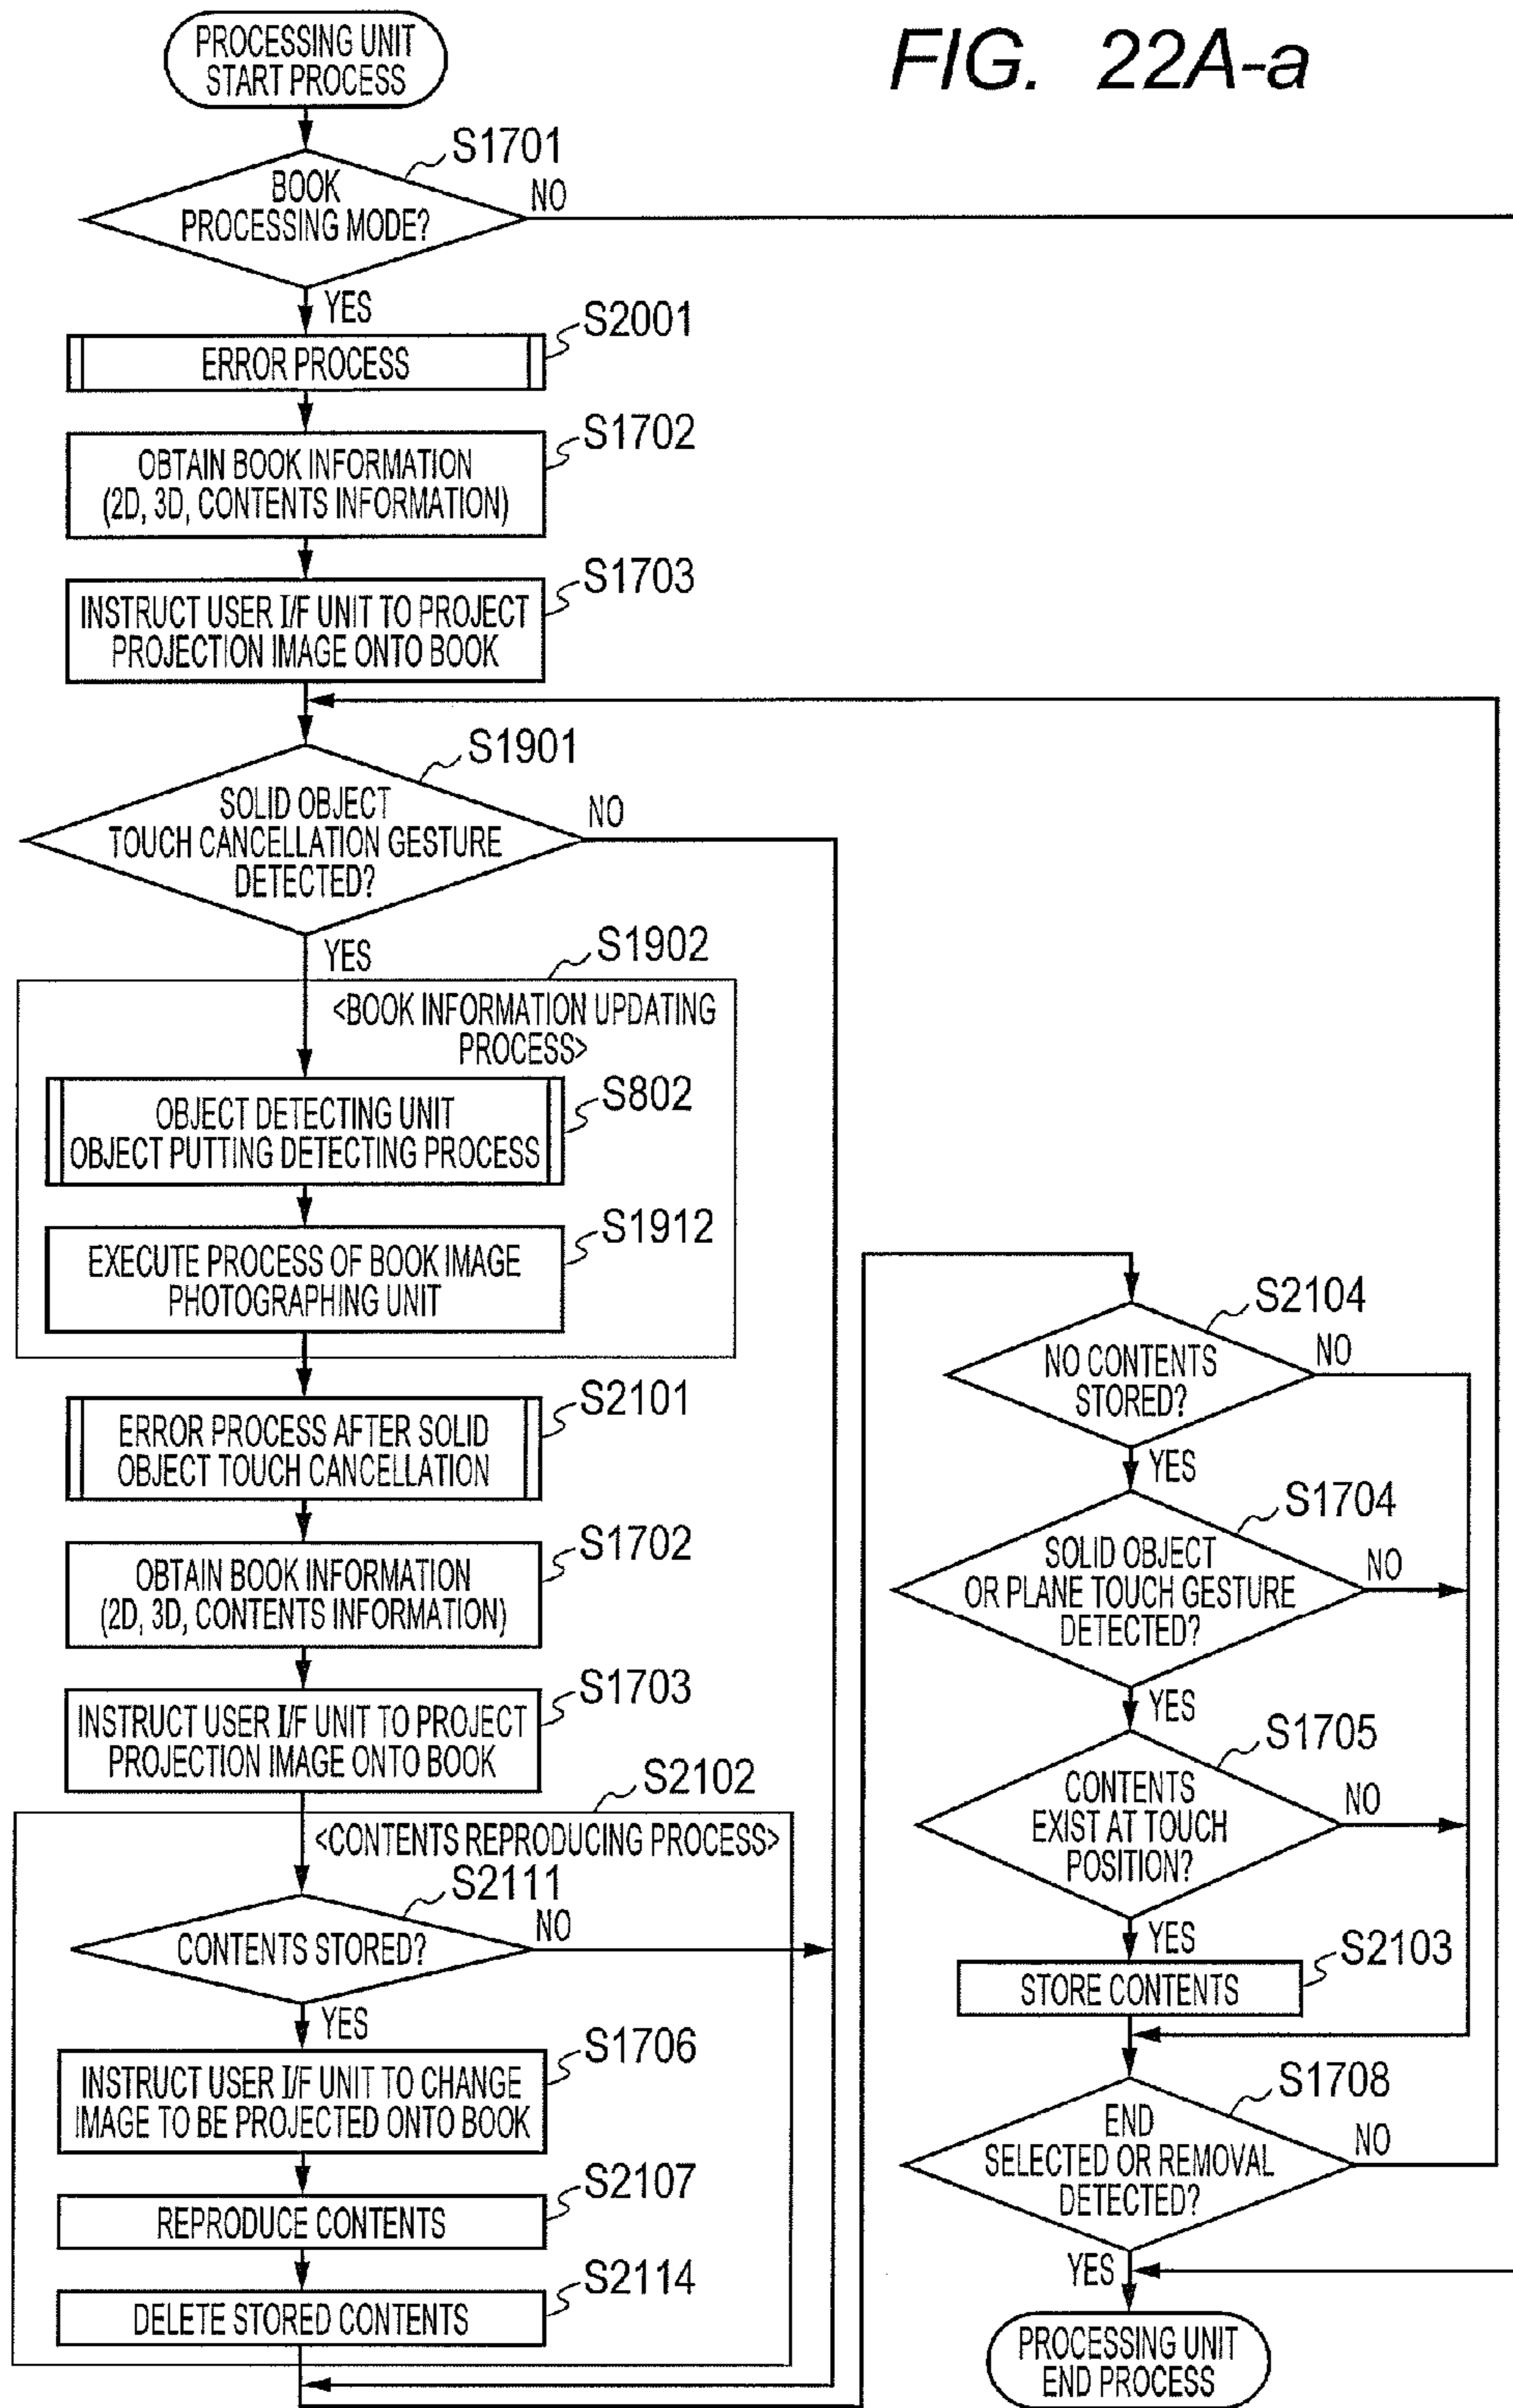 FIG. 22A-a
PROCESSING UNIT
START PROCESS
S1701
BOOK
PROCESSING MODE?
NO
YES
S2001
ERROR PROCESS
S1702
OBTAIN BOOK INFORMATION
(2D, 3D, CONTENTS INFORMATION)
S1703
INSTRUCT USER I/F UNIT TO PROJECT
PROJECTION IMAGE ONTO BOOK
S1901
SOLID OBJECT
TOUCH CANCELLATION GESTURE
DETECTED?
NO
YES
S1902
<BOOK INFORMATION UPDATING
PROCESS>
S802
OBJECT DETECTING UNIT
OBJECT PUTTING DETECTING PROCESS
S1912
EXECUTE PROCESS OF BOOK IMAGE
PHOTOGRAPHING UNIT
S2101
ERROR PROCESS AFTER SOLID
OBJECT TOUCH CANCELLATION
S1702
OBTAIN BOOK INFORMATION
(2D, 3D, CONTENTS INFORMATION)
S1703
INSTRUCT USER I/F UNIT TO PROJECT
PROJECTION IMAGE ONTO BOOK
S2102
<CONTENTS REPRODUCING PROCESS>
S2111
CONTENTS STORED?
NO
YES
S1706
INSTRUCT USER I/F UNIT TO CHANGE
IMAGE TO BE PROJECTED ONTO BOOK
S2107
REPRODUCE CONTENTS
S2114
DELETE STORED CONTENTS
S2104
NO CONTENTS
STORED?
NO
YES
S1704
SOLID OBJECT
OR PLANE TOUCH GESTURE
DETECTED?
NO
YES
S1705
CONTENTS
EXIST AT TOUCH
POSITION?
NO
YES
S2103
STORE CONTENTS
S1708
END
SELECTED OR REMOVAL
DETECTED?
NO
YES
PROCESSING UNIT
END PROCESS